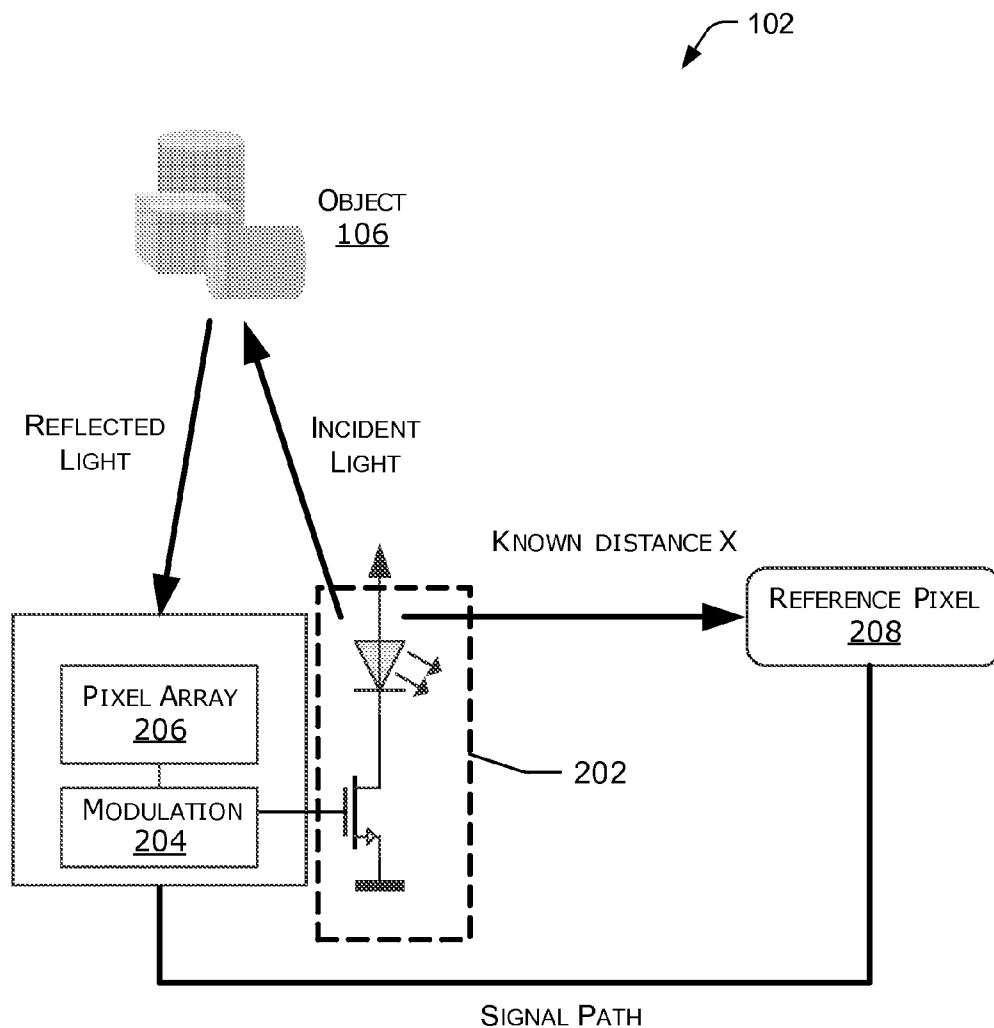 102
OBJECT
106
REFLECTED
LIGHT
INCIDENT
LIGHT
KNOWN DISTANCE X
REFERENCE PIXEL
208
PIXEL ARRAY
206
202
MODULATION
204
SIGNAL PATH